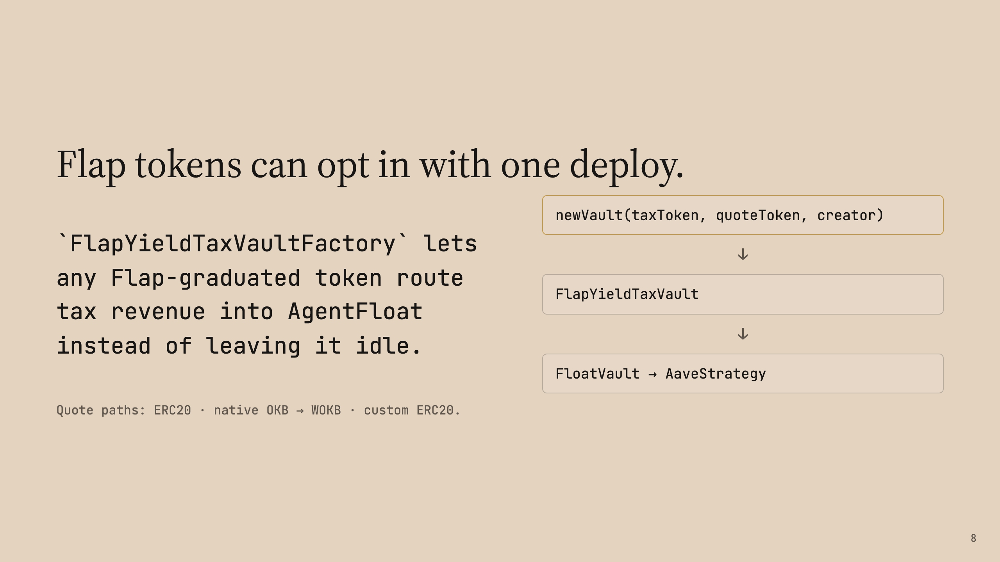 Flap tokens can opt in with one deploy.
`FlapYieldTaxVaultFactory` lets
any Flap-graduated token route
tax revenue into AgentFloat
instead of leaving it idle.
Quote paths: ERC20 · native OKB → WOKB · custom ERC20.
newVault(taxToken, quoteToken, creator)
↓
FlapYieldTaxVault
↓
FloatVault → AaveStrategy
8